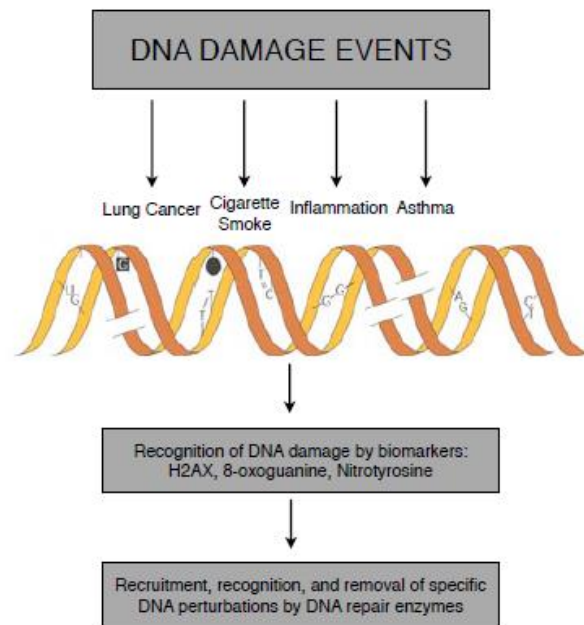 DNA DAMAGE EVENTS
Lung Cancer
Cigarette
Smoke
Inflammation
Asthma
U G
G
T T
T=C
G G
A G
C T
Recognition of DNA damage by biomarkers:
H2AX, 8-oxoguanine, Nitrotyrosine
Recruitment, recognition, and removal of specific
DNA perturbations by DNA repair enzymes